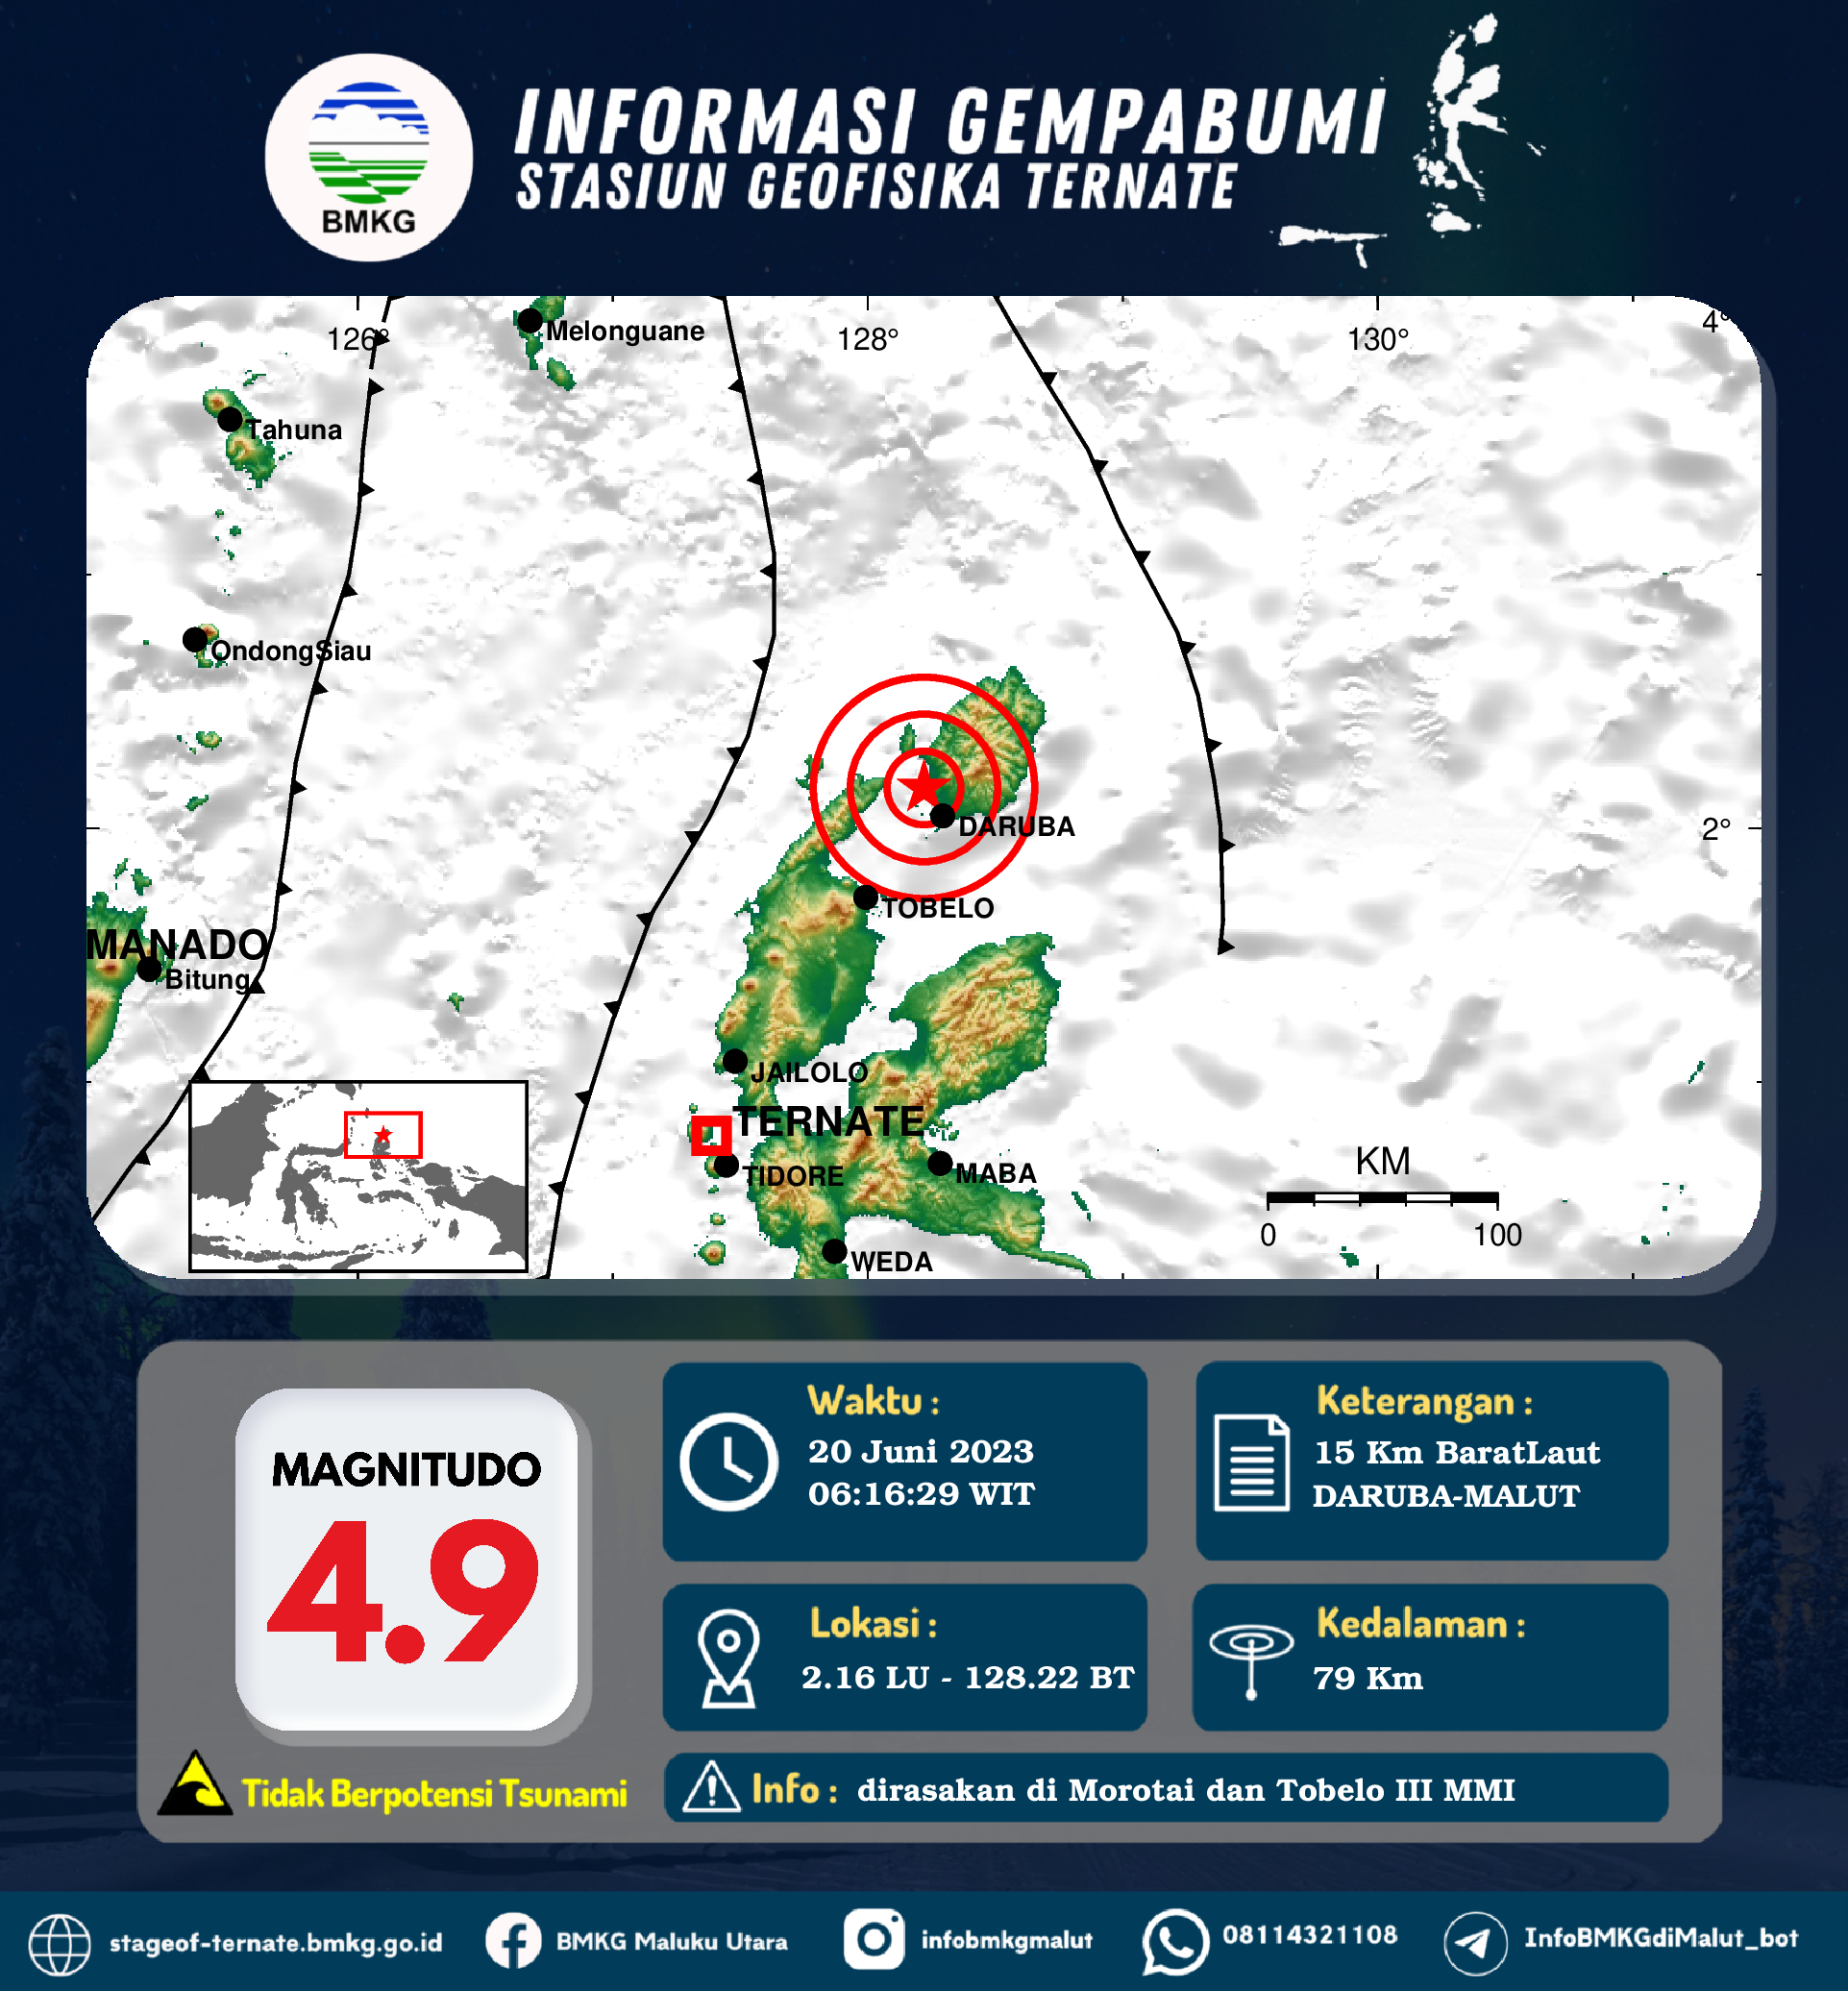 BMKG
INFORMASI GEMPABUMI
STASIUN GEOFISIKA TERNATE
126°
128°
130°
4°
Melonguane
Tahuna
OndongSiau
DARUBA
2°
TOBELO
MANADO
Bitung
JAILOLO
TERNATE
TIDORE
MABA
WEDA
KM
0
100
MAGNITUDO
4.9
Waktu :
20 Juni 2023
06:16:29 WIT
Keterangan :
15 Km BaratLaut
DARUBA-MALUT
Lokasi :
2.16 LU - 128.22 BT
Kedalaman :
79 Km
Tidak Berpotensi Tsunami
Info : dirasakan di Morotai dan Tobelo III MMI
stageof-ternate.bmkg.go.id
BMKG Maluku Utara
infobmkgmalut
08114321108
InfoBMKGdiMalut_bot